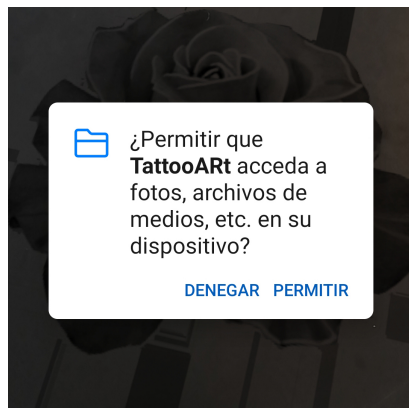 ¿Permitir que
TattooARt acceda a
fotos, archivos de
medios, etc. en su
dispositivo?
DENEGAR PERMITIR